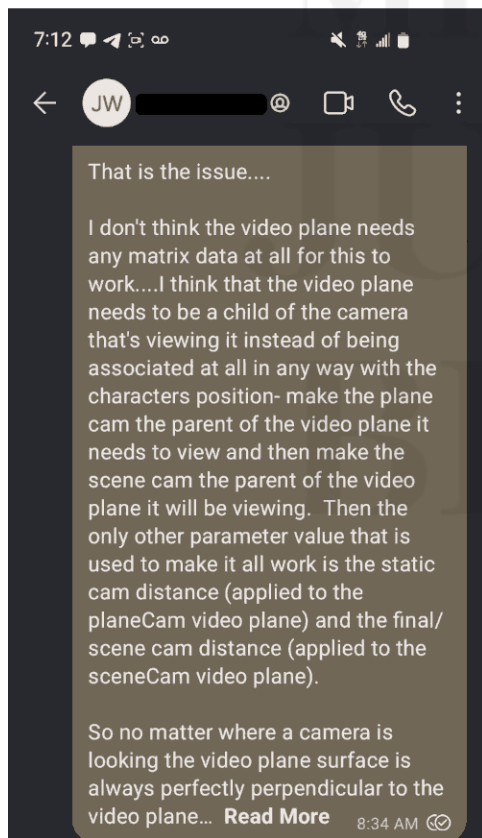 7:12
JW
That is the issue....
I don't think the video plane needs
any matrix data at all for this to
work....I think that the video plane
needs to be a child of the camera
that's viewing it instead of being
associated at all in any way with the
characters position- make the plane
cam the parent of the video plane it
needs to view and then make the
scene cam the parent of the video
plane it will be viewing.  Then the
only other parameter value that is
used to make it all work is the static
cam distance (applied to the
planeCam video plane) and the final/
scene cam distance (applied to the
sceneCam video plane).
So no matter where a camera is
looking the video plane surface is
always perfectly perpendicular to the
video plane... Read More 8:34 AM